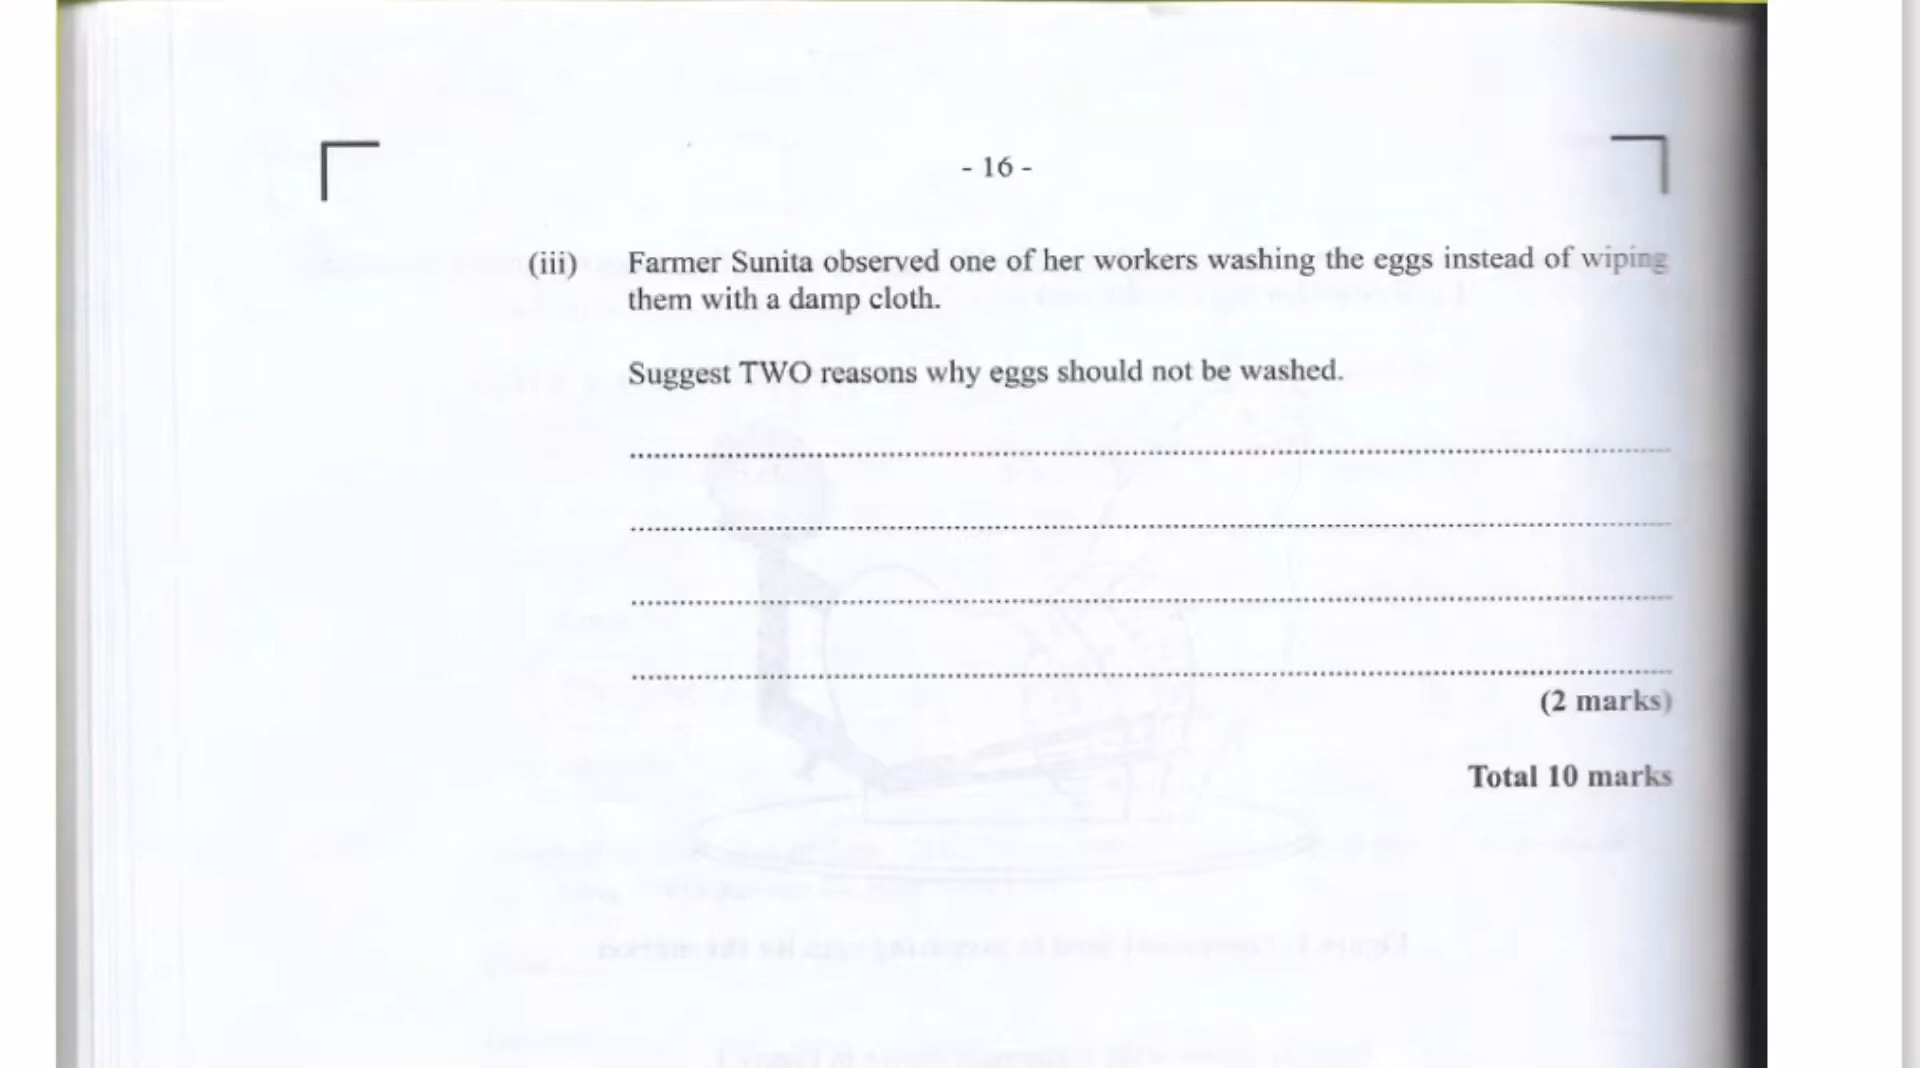 - 16 -
(iii) Farmer Sunita observed one of her workers washing the eggs instead of wiping
them with a damp cloth.
Suggest TWO reasons why eggs should not be washed.
(2 marks)
Total 10 marks